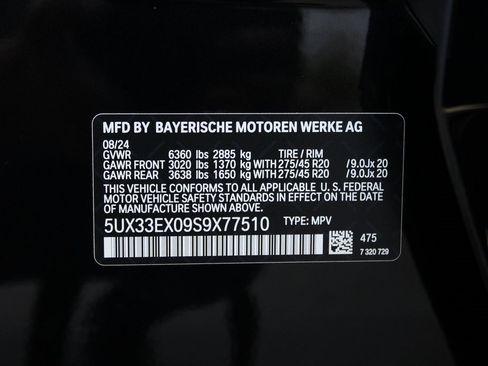 MFD BY BAYERISCHE MOTOREN WERKE AG
08/24
GVWR 6360 lbs 2885 kg TIRE / RIM
GAWR FRONT 3020 lbs 1370 kg WITH 275/45 R20 /9.0Jx 20
GAWR REAR 3638 lbs 1650 kg WITH 275/45 R20 /9.0Jx 20
THIS VEHICLE CONFORMS TO ALL APPLICABLE U. S. FEDERAL
MOTOR VEHICLE SAFETY STANDARDS IN EFFECT ON THE DATE
OF MANUFACTURE SHOWN ABOVE.
5UX33EX09S9X77510 TYPE: MPV
475
7 320 729